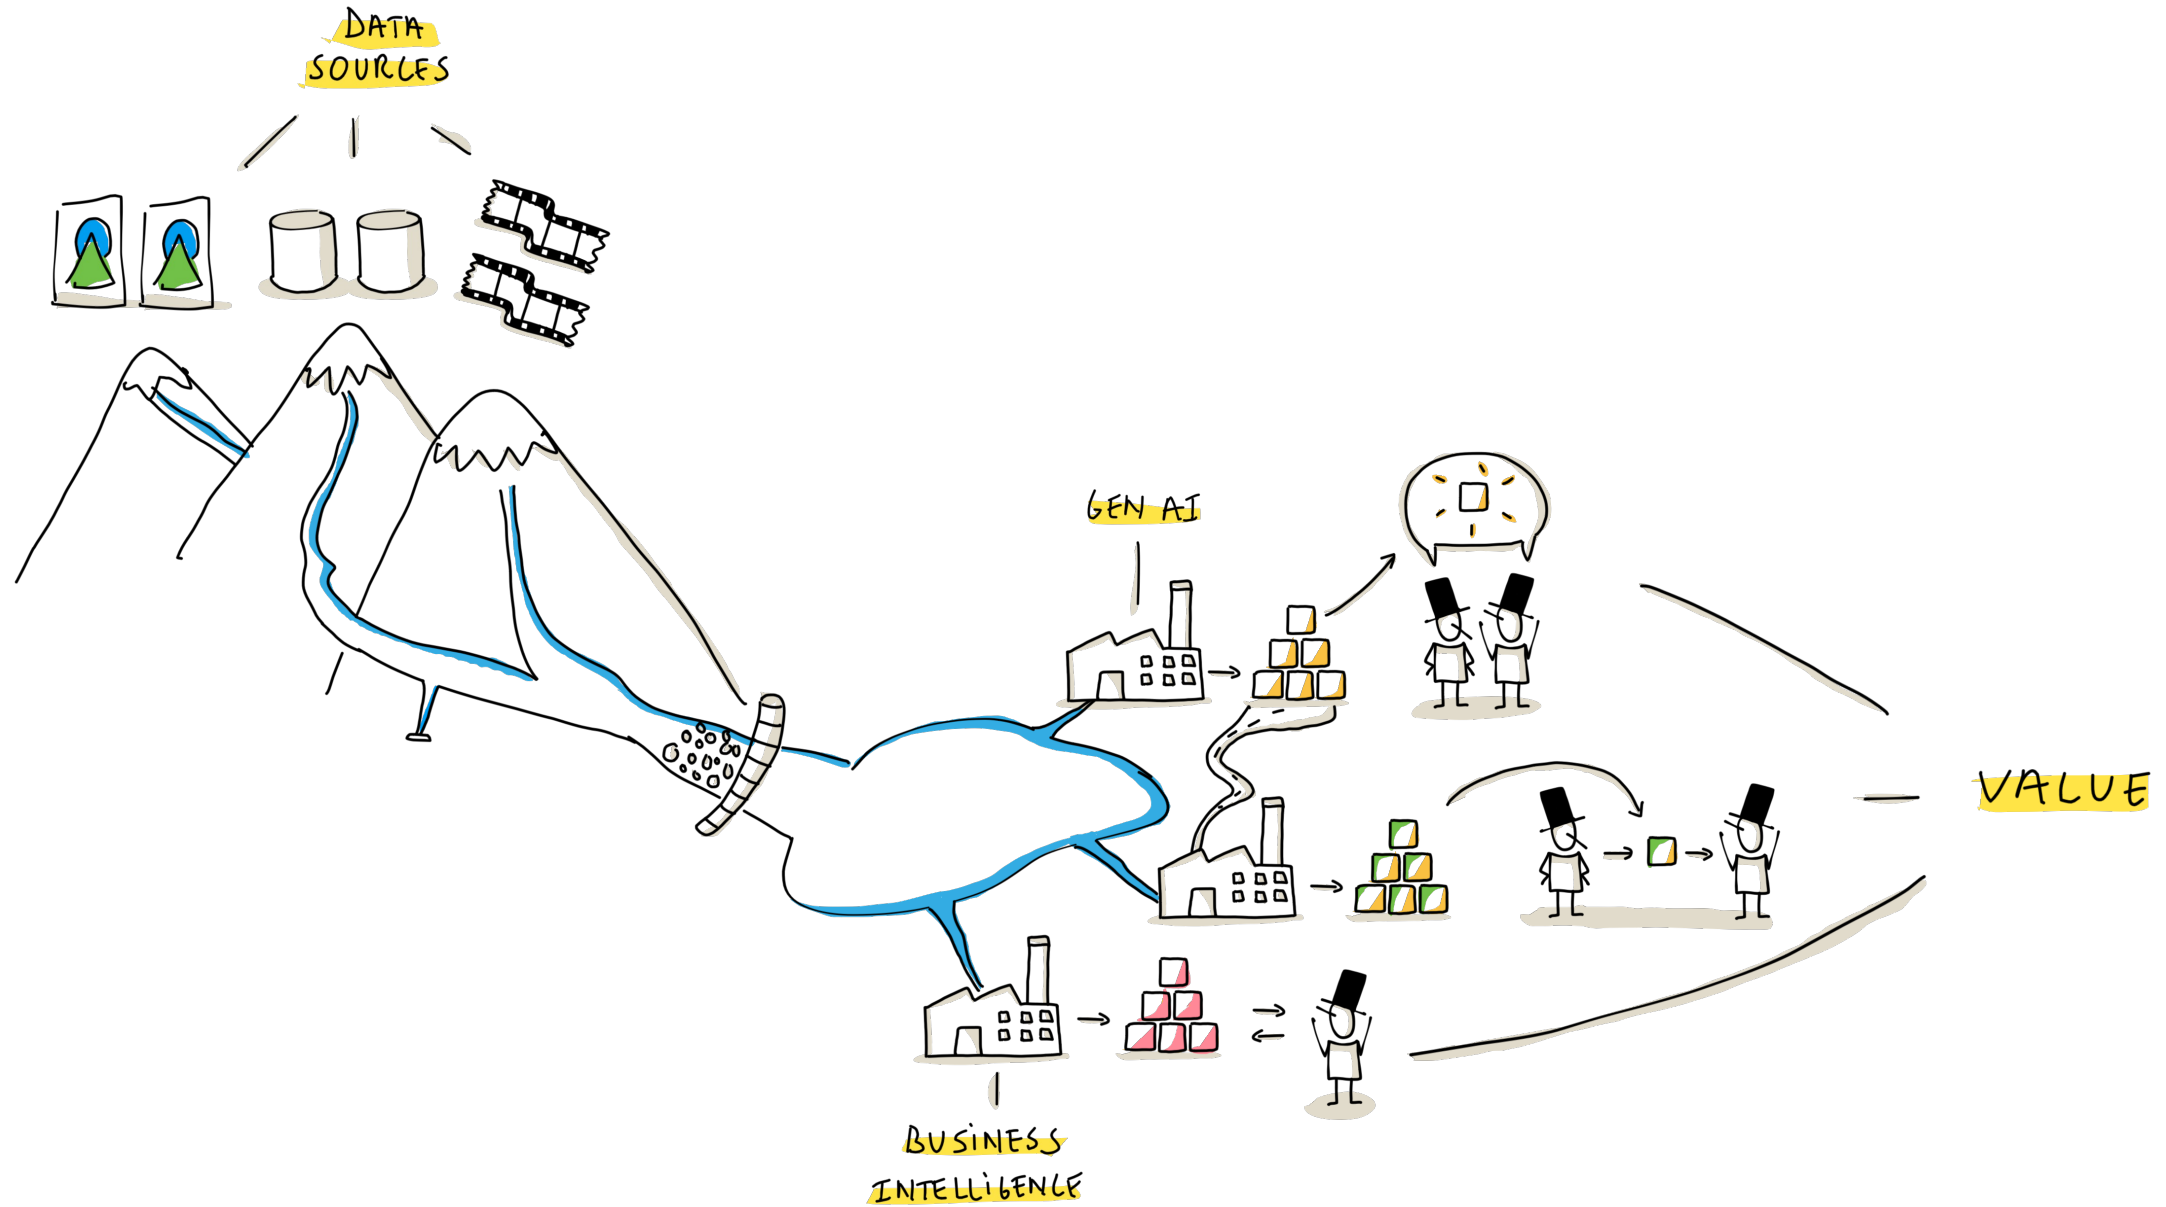 DATA
SOURCES
GEN AI
VALUE
BUSINESS
INTELLIGENCE